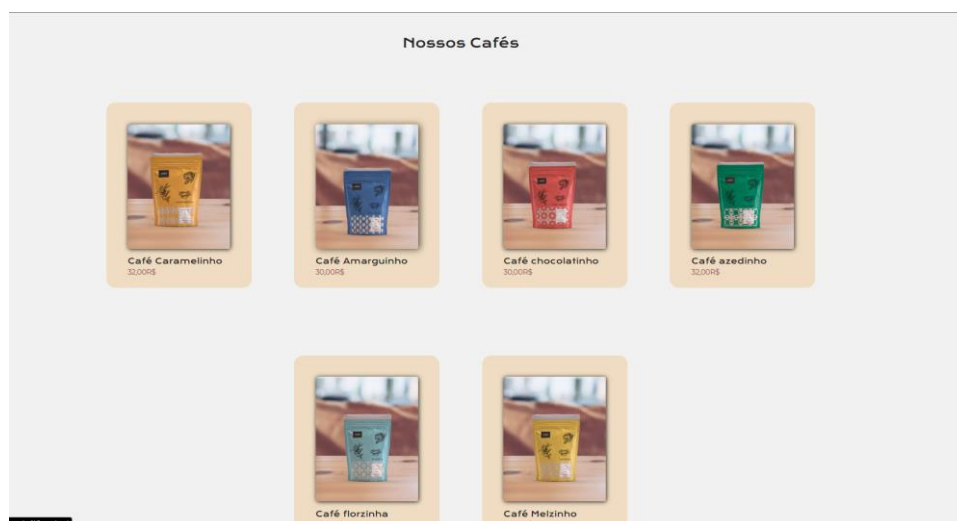 Nossos Cafés
Café Caramelinho
32,00R$
Café Amarguinho
30,00R$
Café chocolatinho
30,00R$
Café azedinho
32,00R$
Café florzinha
Café Melzinho